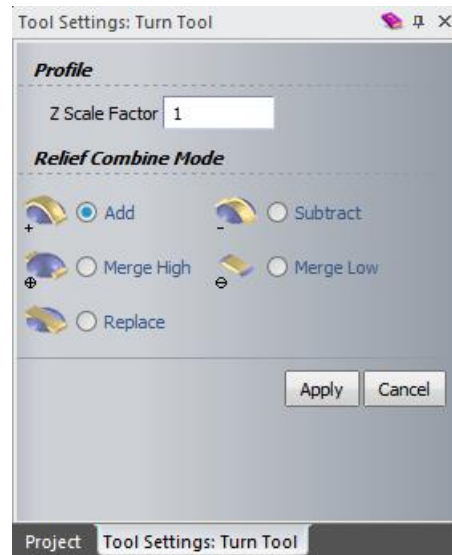 Tool Settings: Turn Tool
Profile
Z Scale Factor 1
Relief Combine Mode
Add Subtract
Merge High Merge Low
Replace
Apply Cancel
Project Tool Settings: Turn Tool